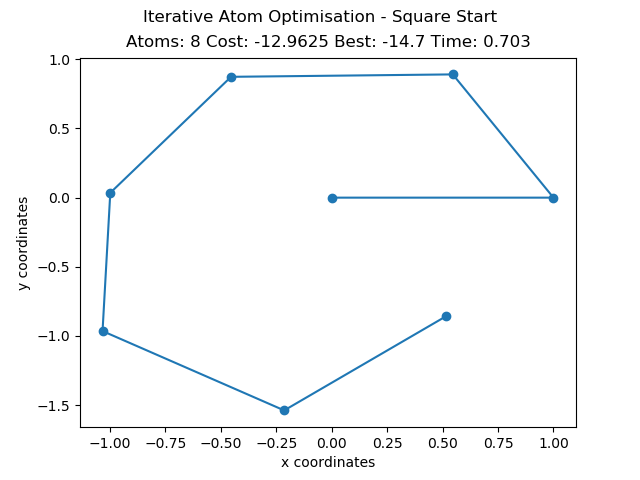 Iterative Atom Optimisation - Square Start
Atoms: 8 Cost: -12.9625 Best: -14.7 Time: 0.703
1.0
0.5
0.0
−0.5
−1.0
−1.5
y coordinates
−1.00 −0.75 −0.50 −0.25 0.00 0.25 0.50 0.75 1.00
x coordinates